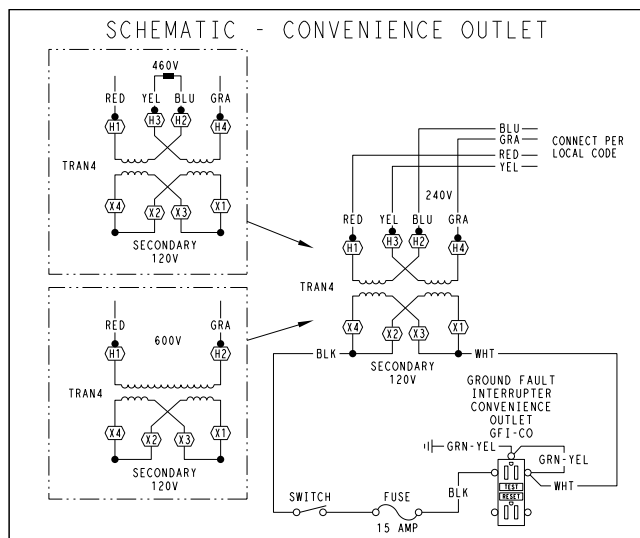 SCHEMATIC - CONVENIENCE OUTLET
460V
RED YEL BLU GRA
H1 H3 H2 H4
TRAN4
X4 X2 X3 X1
SECONDARY
120V
600V
RED GRA
H1 H2
TRAN4
X4 X2 X3 X1
SECONDARY
120V
BLU
GRA
RED
YEL
CONNECT PER
LOCAL CODE
240V
RED YEL BLU GRA
H1 H3 H2 H4
TRAN4
X4 X2 X3 X1
BLK
WHT
SECONDARY
120V
GROUND FAULT
INTERRUPTER
CONVENIENCE
OUTLET
GFI-CO
GRN-YEL
GRN-YEL
WHT
BLK
TEST
RESET
SWITCH
FUSE
15 AMP